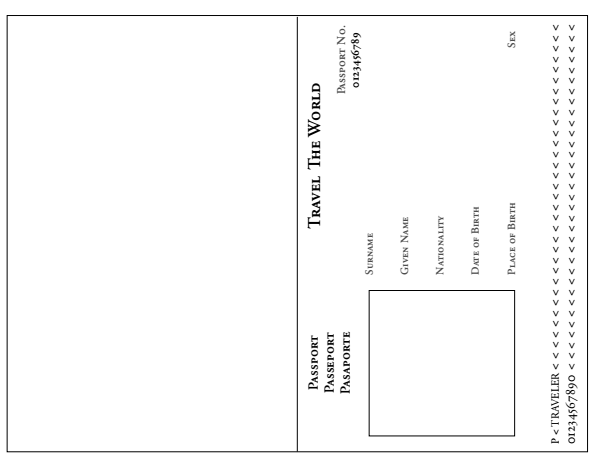 Passport
Passeport
Pasaporte
Travel The World
Passport No.
0123456789
Surname
Given Name
Nationality
Date of Birth
Place of Birth
Sex
P < TRAVELER < < < < < < < < < < < < < < < < < < < < < < < < < < < < < < < < <
01234567890 < < < < < < < < < < < < < < < < < < < < < < < < < < < < < < < < <